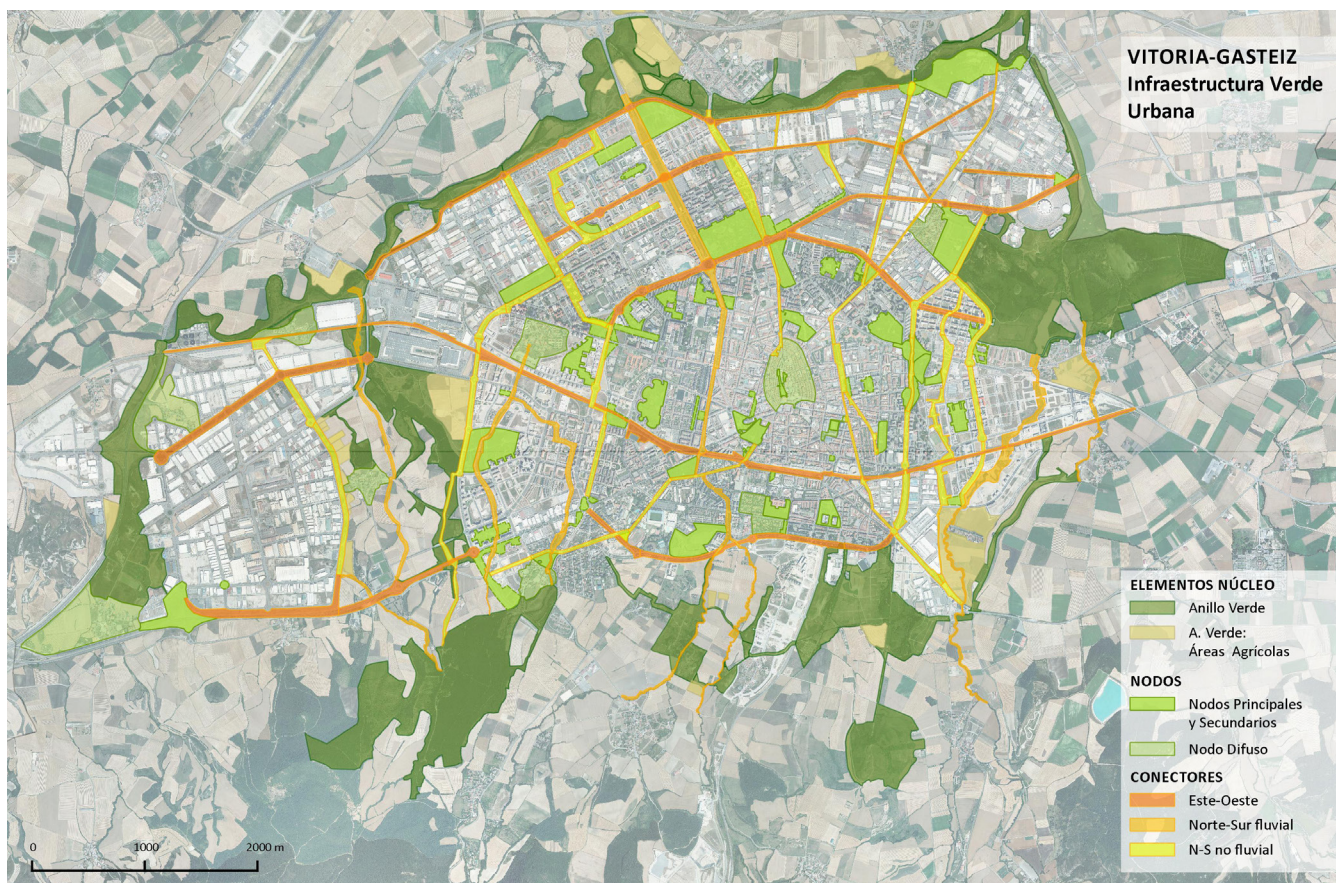 VITORIA-GASTEIZ
Infraestructura Verde
Urbana
ELEMENTOS NÚCLEO
Anillo Verde
A. Verde:
Áreas Agrícolas
NODOS
Nodos Principales
y Secundarios
Nodo Difuso
CONECTORES
Este-Oeste
Norte-Sur fluvial
N-S no fluvial
0 1000 2000 m